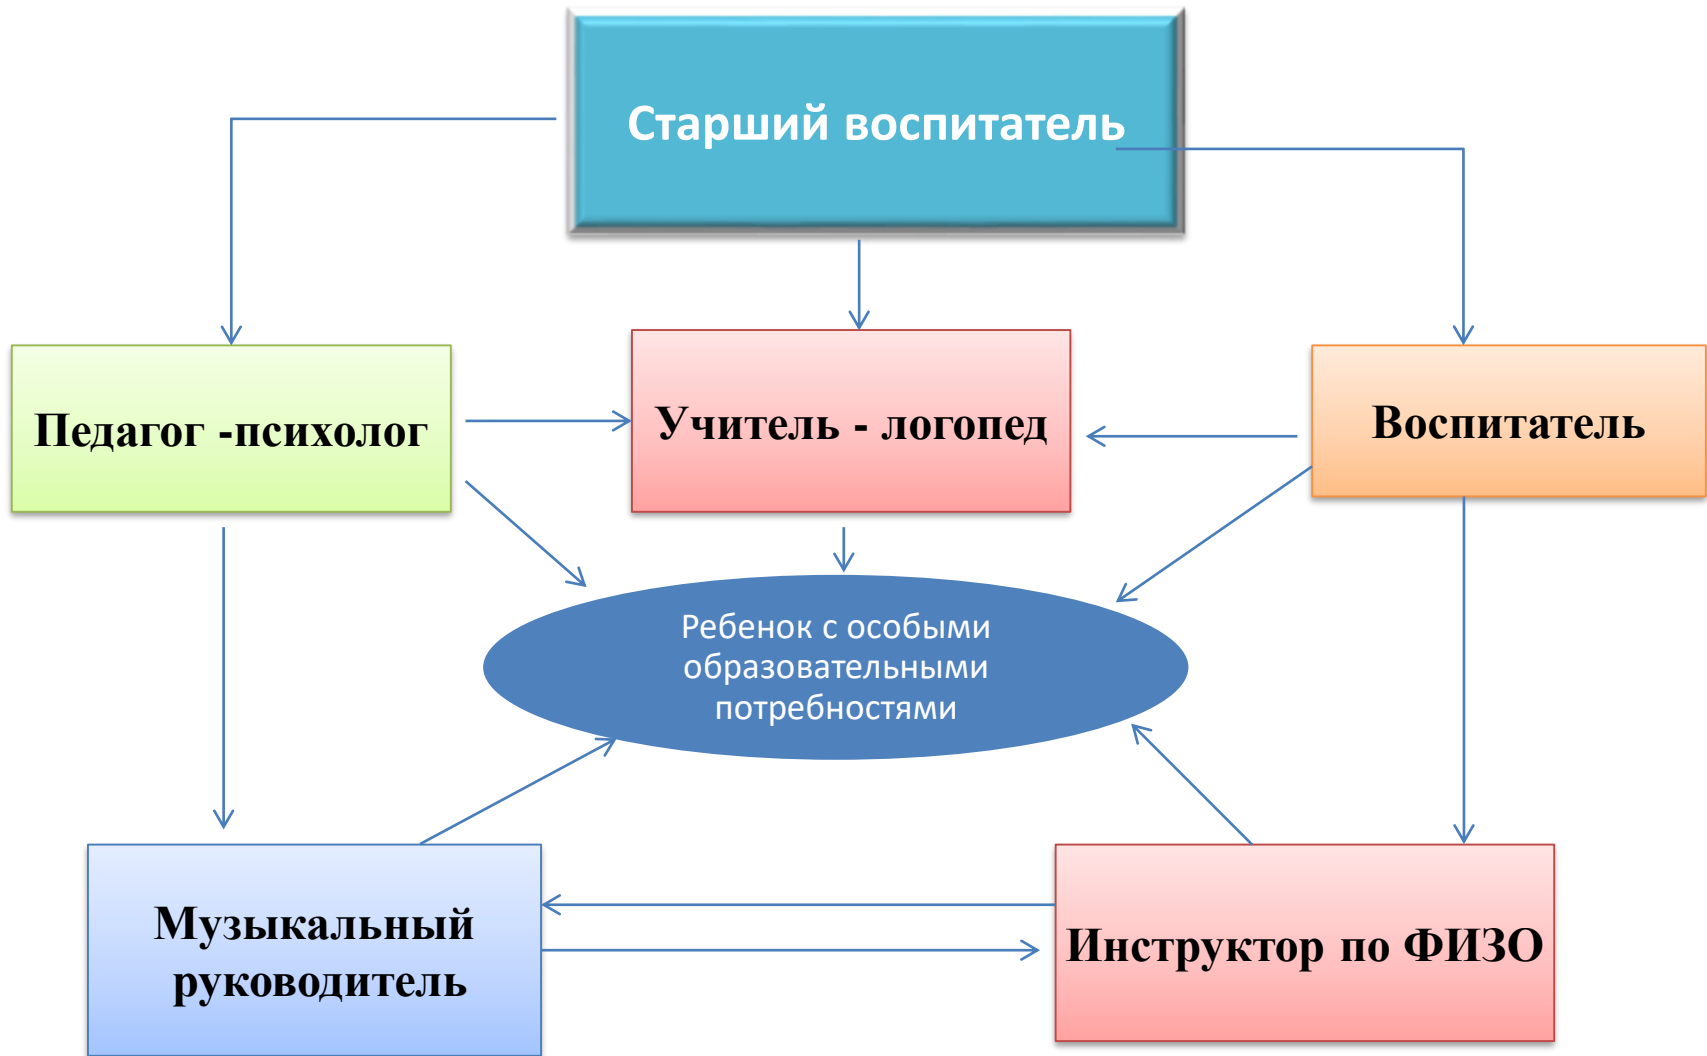 Старший воспитатель
Педагог -психолог
Учитель - логопед
Воспитатель
Ребенок с особыми
образовательными
потребностями
Музыкальный
руководитель
Инструктор по ФИЗО